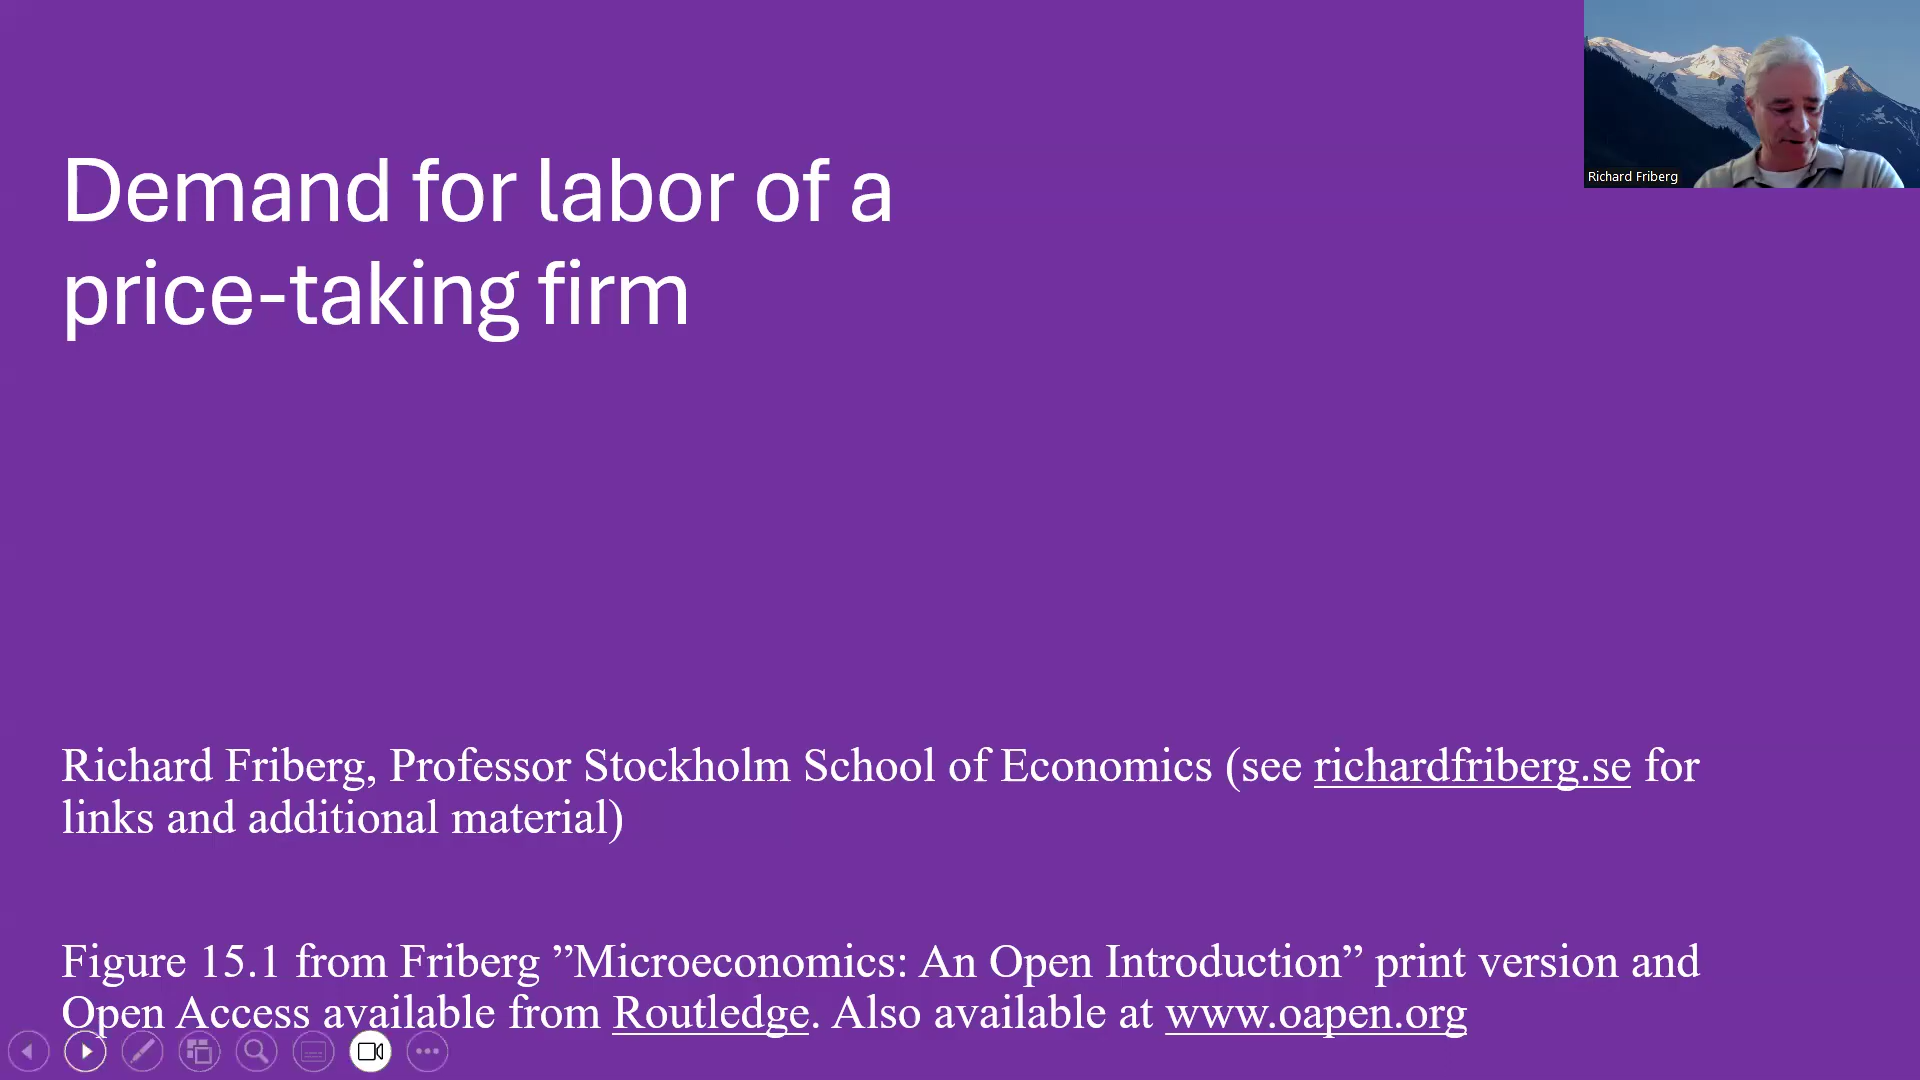 Richard Friberg
Demand for labor of a
price-taking firm
Richard Friberg, Professor Stockholm School of Economics (see richardfriberg.se for
links and additional material)
Figure 15.1 from Friberg ”Microeconomics: An Open Introduction” print version and
Open Access available from Routledge. Also available at www.oapen.org